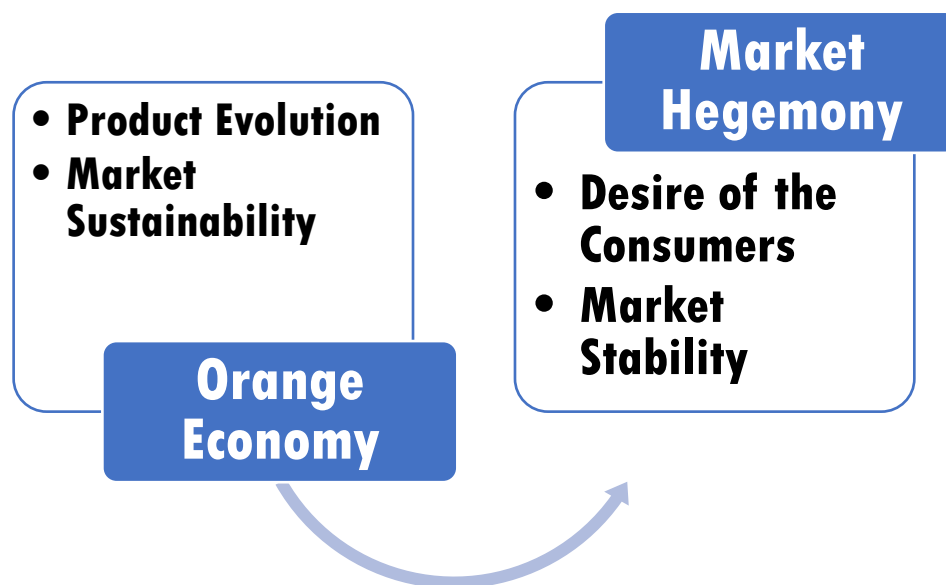 • Product Evolution
• Market
Sustainability
Orange
Economy
Market
Hegemony
• Desire of the
Consumers
• Market
Stability